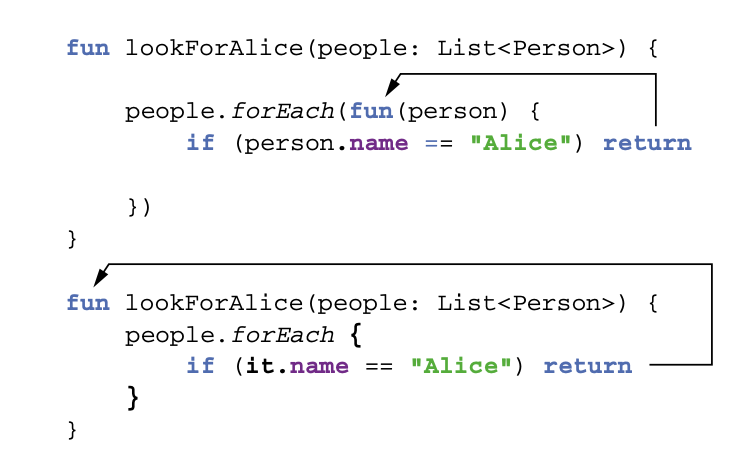 fun lookForAlice(people: List<Person>) {
people.forEach(fun(person) {
if (person.name == "Alice") return
})
}
fun lookForAlice(people: List<Person>) {
people.forEach {
if (it.name == "Alice") return
}
}